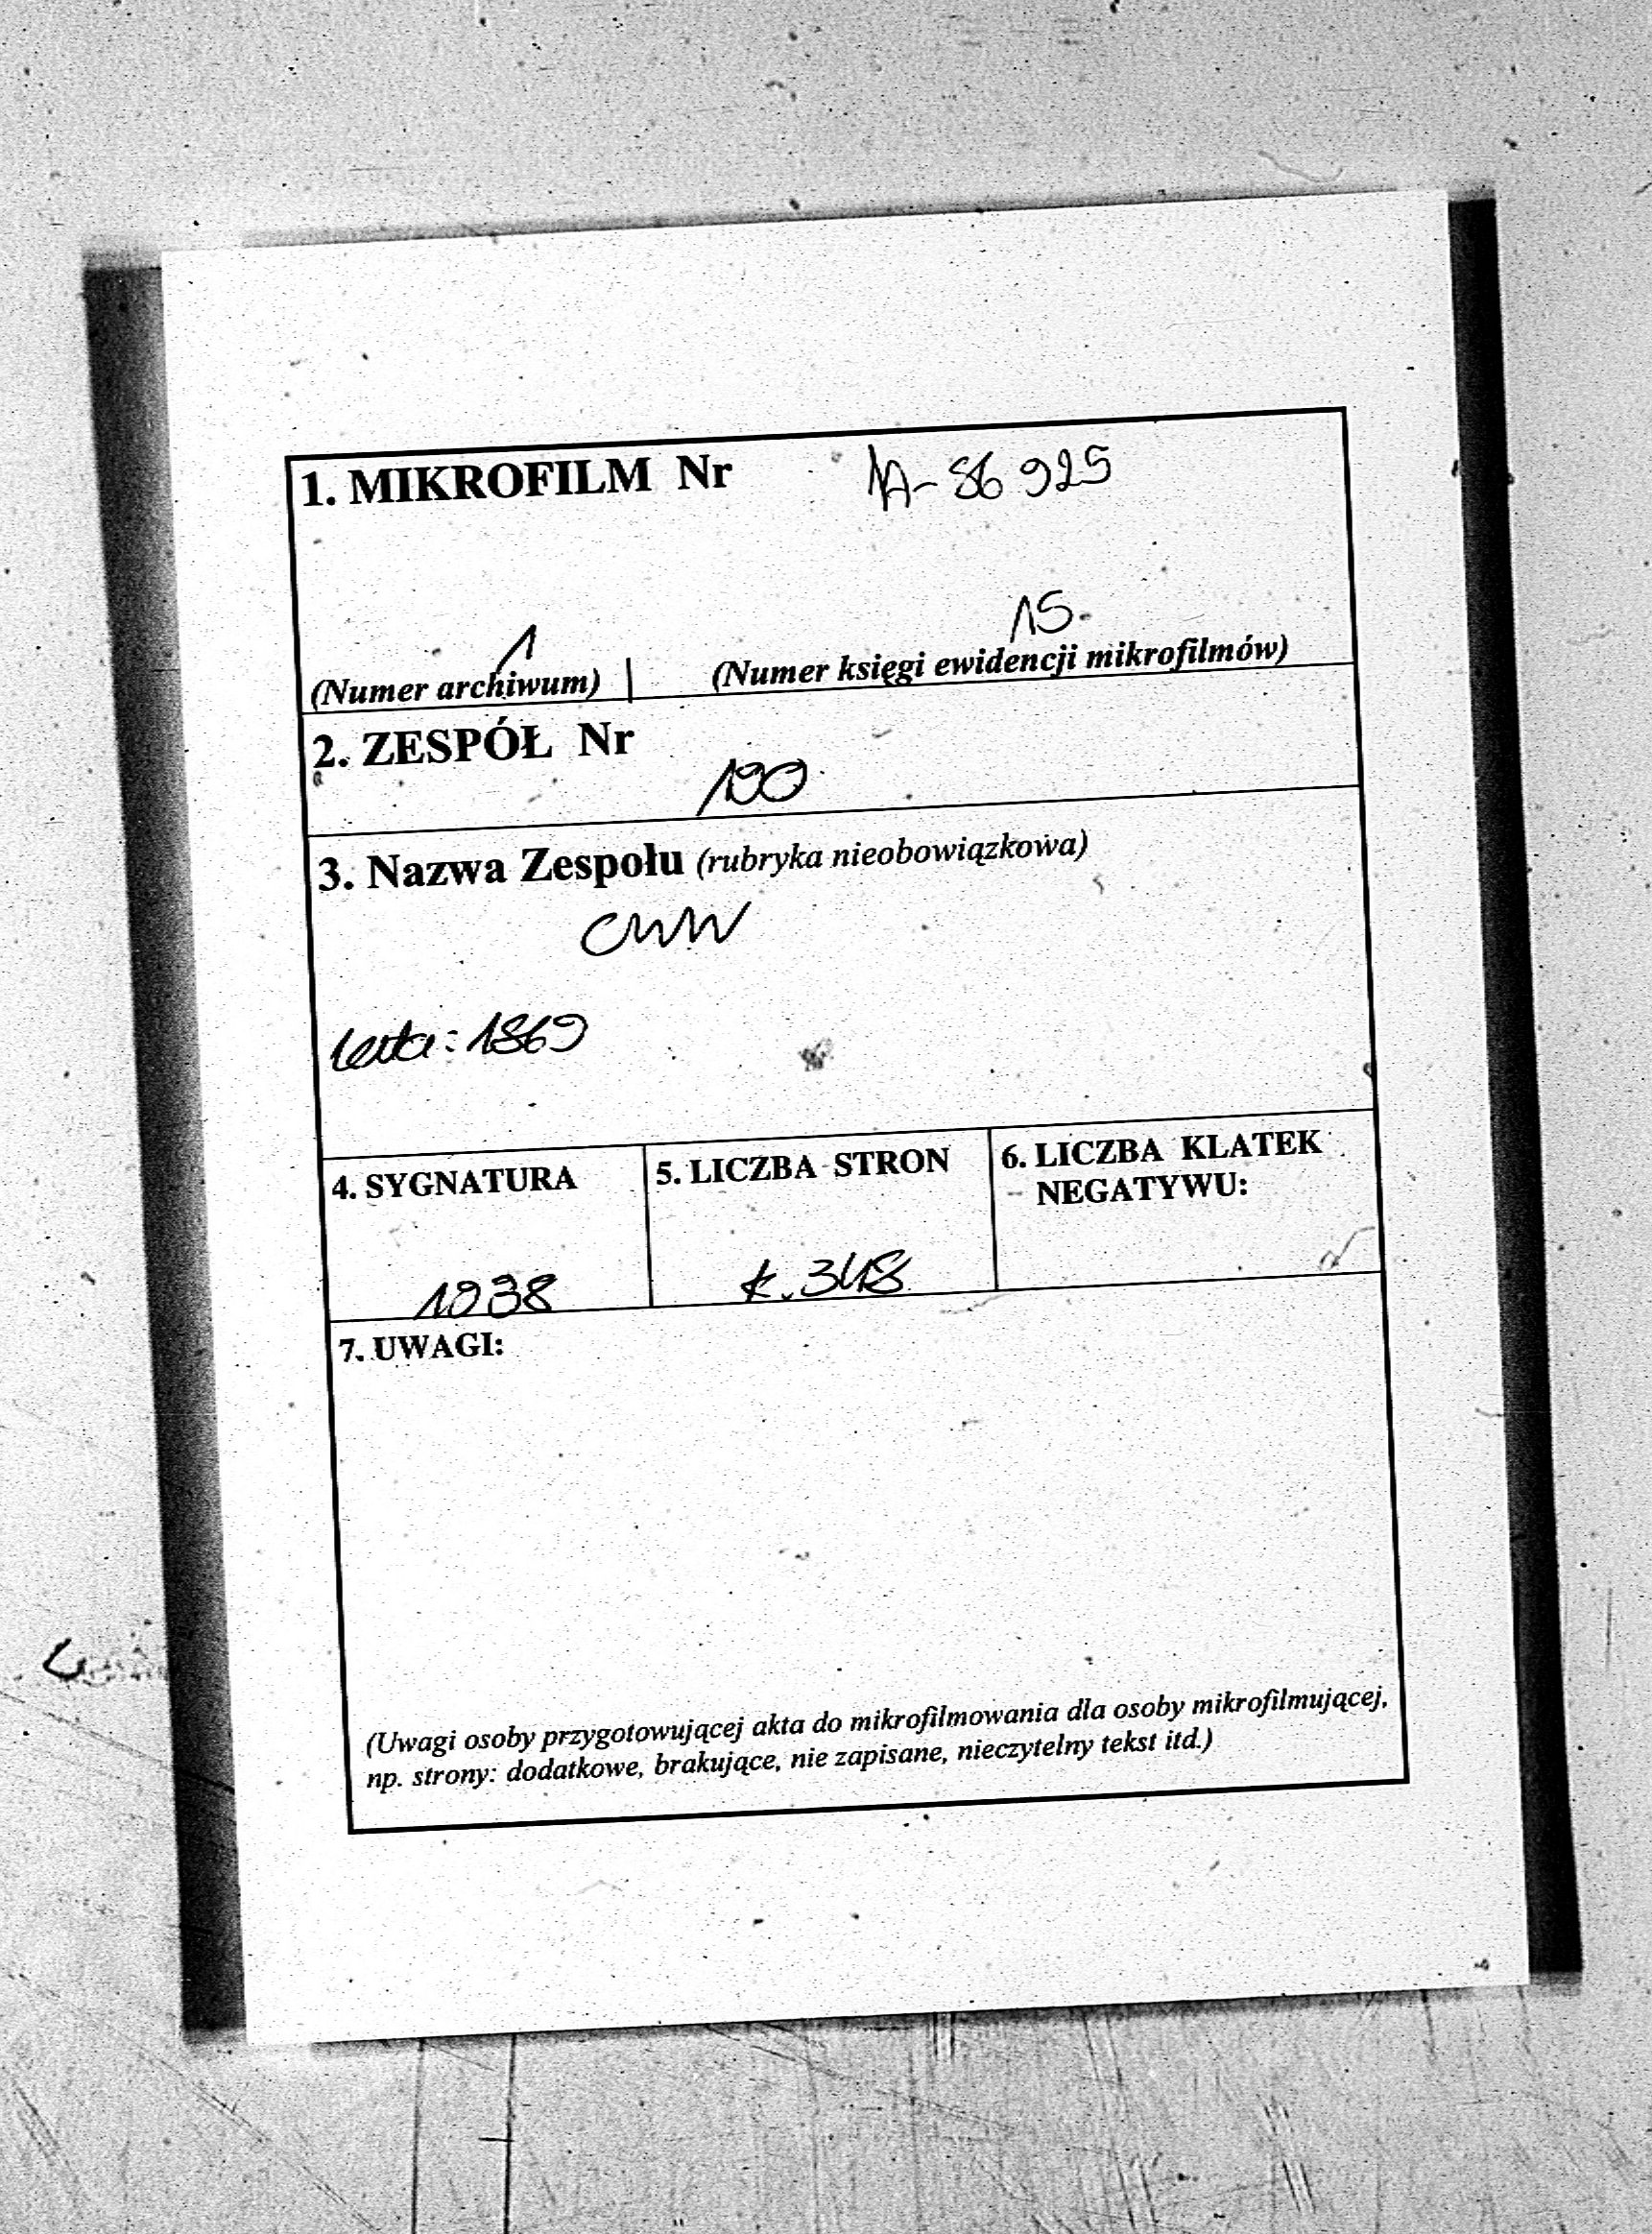 1. MIKROFILM Nr A-86 925
1 15
(Numer archiwum) | (Numer księgi ewidencji mikrofilmów)
2. ZESPÓŁ Nr
190
3. Nazwa Zespołu (rubryka nieobowiązkowa)
CWW
lata: 1869
4. SYGNATURA 5. LICZBA STRON 6. LICZBA KLATEK
NEGATYWU:
1038 k. 348
7. UWAGI:
(Uwagi osoby przygotowującej akta do mikrofilmowania dla osoby mikrofilmującej,
np. strony: dodatkowe, brakujące, nie zapisane, nieczytelny tekst itd.)